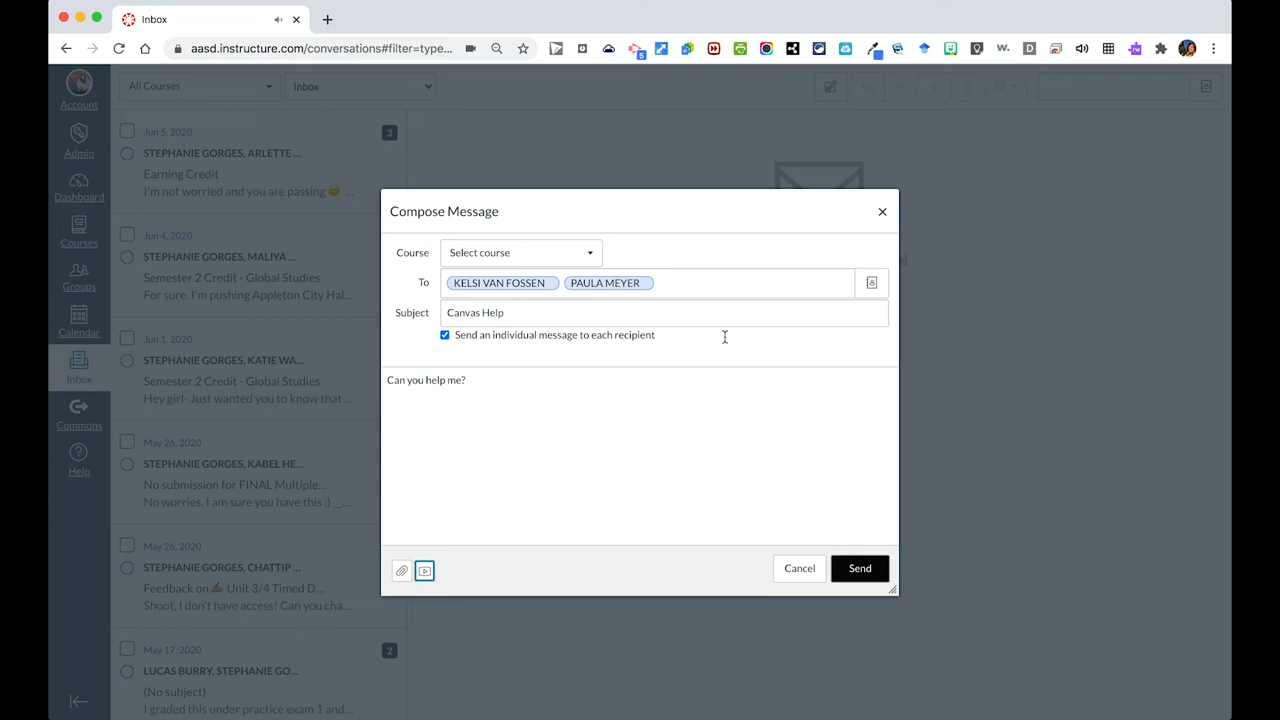 Inbox
aasd.instructure.com/conversations#filter=type...
5
W.
D
Account
Admin
Dashboard
Courses
Groups
Calendar
Inbox
Commons
Help
All Courses
Inbox
Jun 5, 2020
3
STEPHANIE GORGES, ARLETTE ...
Earning Credit
I'm not worried and you are passing 😊 ...
Jun 4, 2020
STEPHANIE GORGES, MALIYA ...
Semester 2 Credit - Global Studies
For sure. I'm pushing Appleton City Hal...
Jun 1, 2020
STEPHANIE GORGES, KATIE WA...
Semester 2 Credit - Global Studies
Hey girl- Just wanted you to know that ...
May 26, 2020
STEPHANIE GORGES, KABEL HE...
No submission for FINAL Multiple...
No worries. I am sure you have this :) _...
May 26, 2020
STEPHANIE GORGES, CHATTIP ...
Feedback on ✍️ Unit 3/4 Timed D...
Shoot, I don't have access! Can you cha...
May 17, 2020
2
LUCAS BURRY, STEPHANIE GO...
(No subject)
I graded this under practice exam 1 and...
Compose Message
Course
Select course
To
KELSI VAN FOSSEN
PAULA MEYER
Subject
Canvas Help
Send an individual message to each recipient
Can you help me?
Cancel
Send